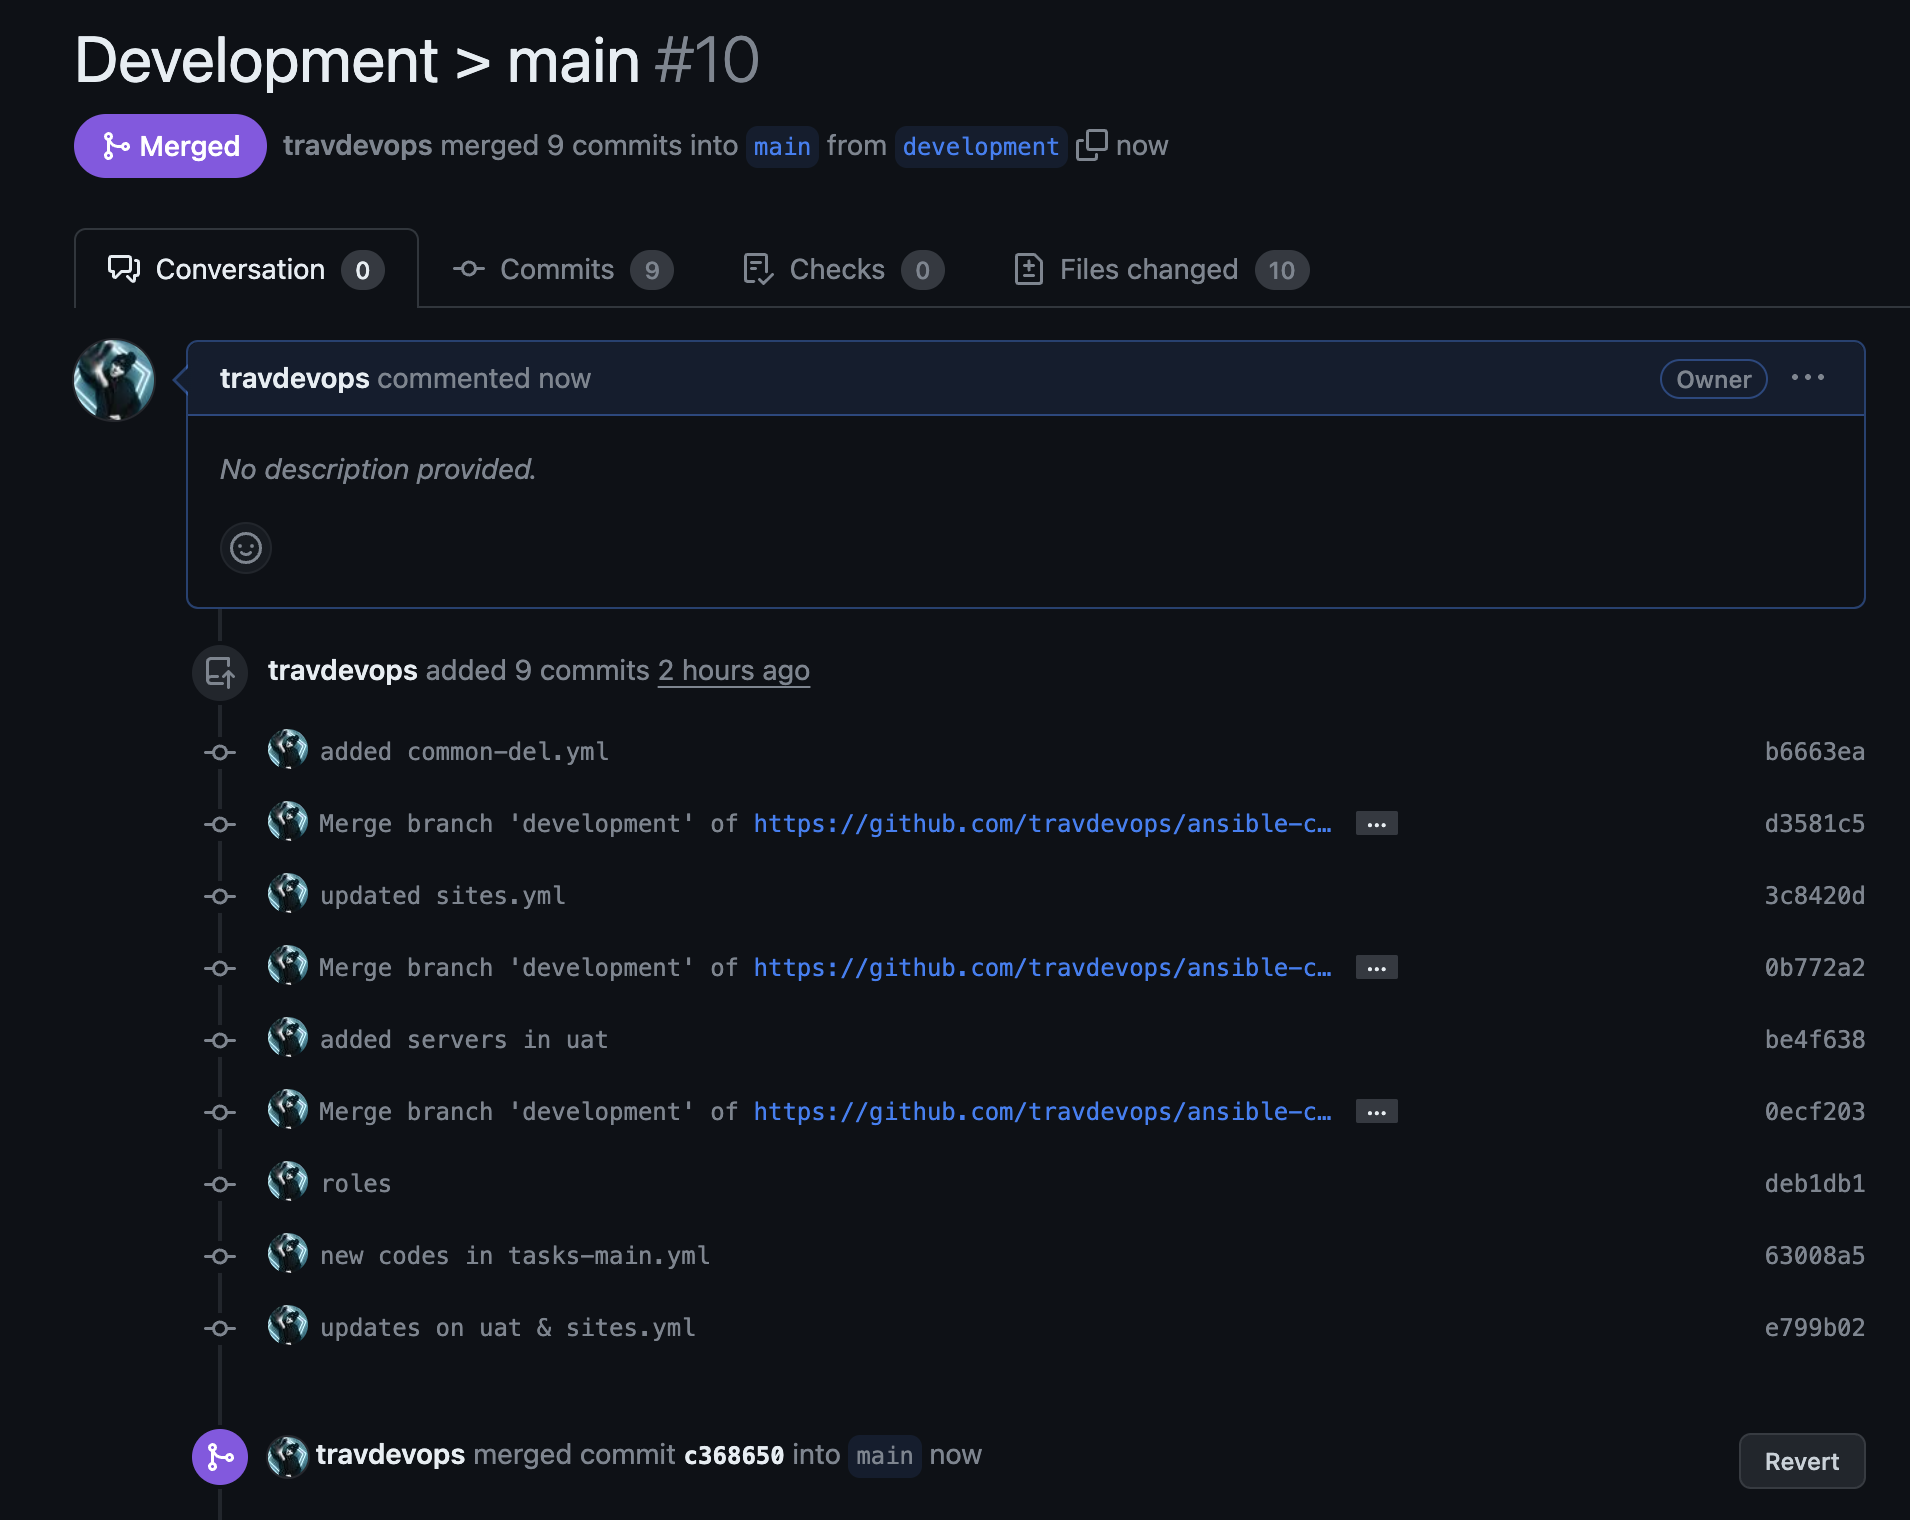 Development > main #10
Merged travdevops merged 9 commits into main from development now
Conversation 0 Commits 9 Checks 0 Files changed 10
travdevops commented now Owner ...
No description provided.
travdevops added 9 commits 2 hours ago
added common-del.yml b6663ea
Merge branch 'development' of https://github.com/travdevops/ansible-c… … d3581c5
updated sites.yml 3c8420d
Merge branch 'development' of https://github.com/travdevops/ansible-c… … 0b772a2
added servers in uat be4f638
Merge branch 'development' of https://github.com/travdevops/ansible-c… … 0ecf203
roles deb1db1
new codes in tasks-main.yml 63008a5
updates on uat & sites.yml e799b02
travdevops merged commit c368650 into main now Revert